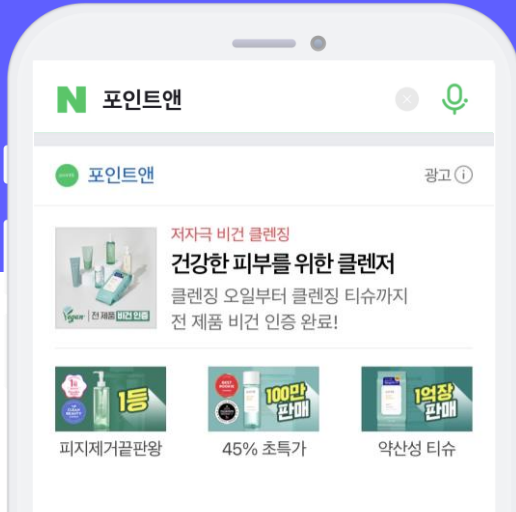 N 포인트앤
포인트앤
광고
저자극 비건 클렌징
건강한 피부를 위한 클렌저
클렌징 오일부터 클렌징 티슈까지
전 제품 비건 인증 완료!
Vegan 전 제품 비건 인증
1등
100만
판매
1억장
판매
피지제거끝판왕
45% 초특가
약산성 티슈